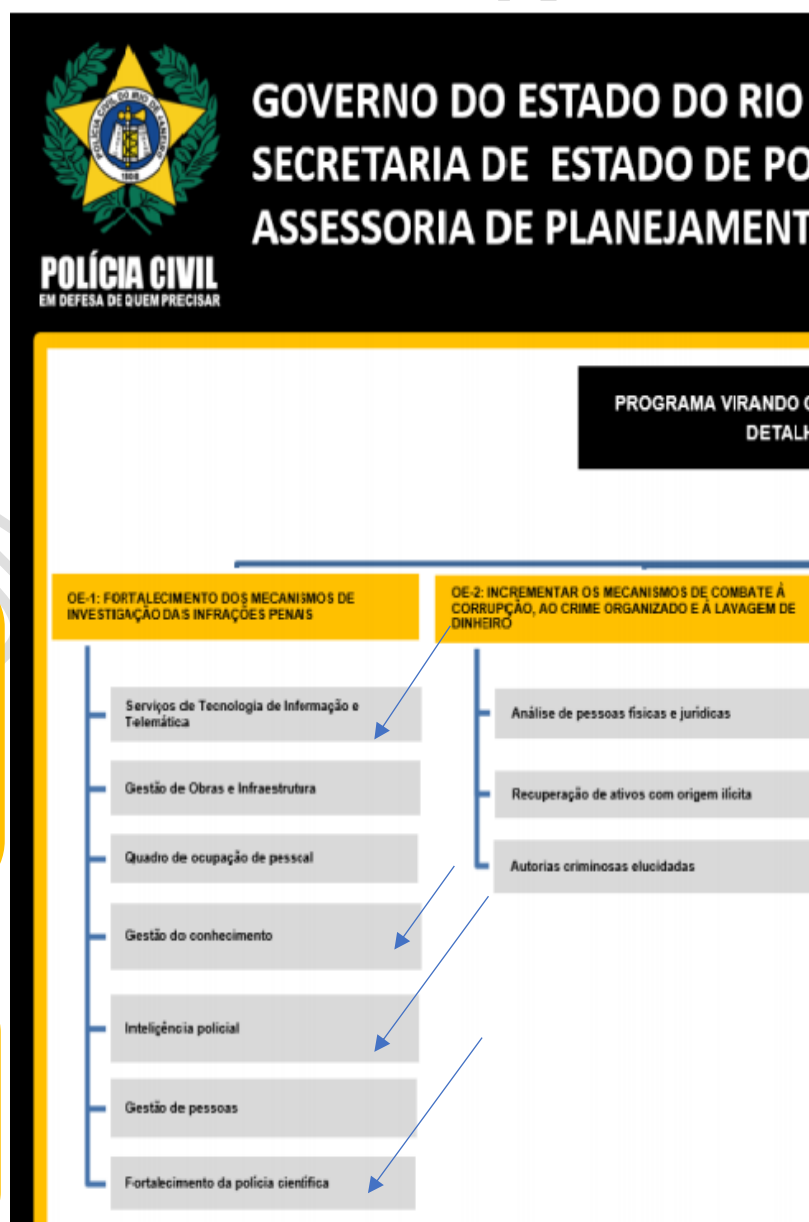 POLÍCIA CIVIL DO RIO DE JANEIRO
1808
POLÍCIA CIVIL
EM DEFESA DE QUEM PRECISAR
GOVERNO DO ESTADO DO RIO
SECRETARIA DE ESTADO DE PO
ASSESSORIA DE PLANEJAMENT
PROGRAMA VIRANDO
DETALH
OE-1: FORTALECIMENTO DOS MECANISMOS DE
INVESTIGAÇÃO DAS INFRAÇÕES PENAIS
Serviços de Tecnologia de Informação e
Telemática
Gestão de Obras e Infraestrutura
Quadro de ocupação de pessoal
Gestão do conhecimento
Inteligência policial
Gestão de pessoas
Fortalecimento da polícia científica
OE-2: INCREMENTAR OS MECANISMOS DE COMBATE À
CORRUPÇÃO, AO CRIME ORGANIZADO E À LAVAGEM DE
DINHEIRO
Análise de pessoas físicas e jurídicas
Recuperação de ativos com origem ilícita
Autorias criminosas elucidadas